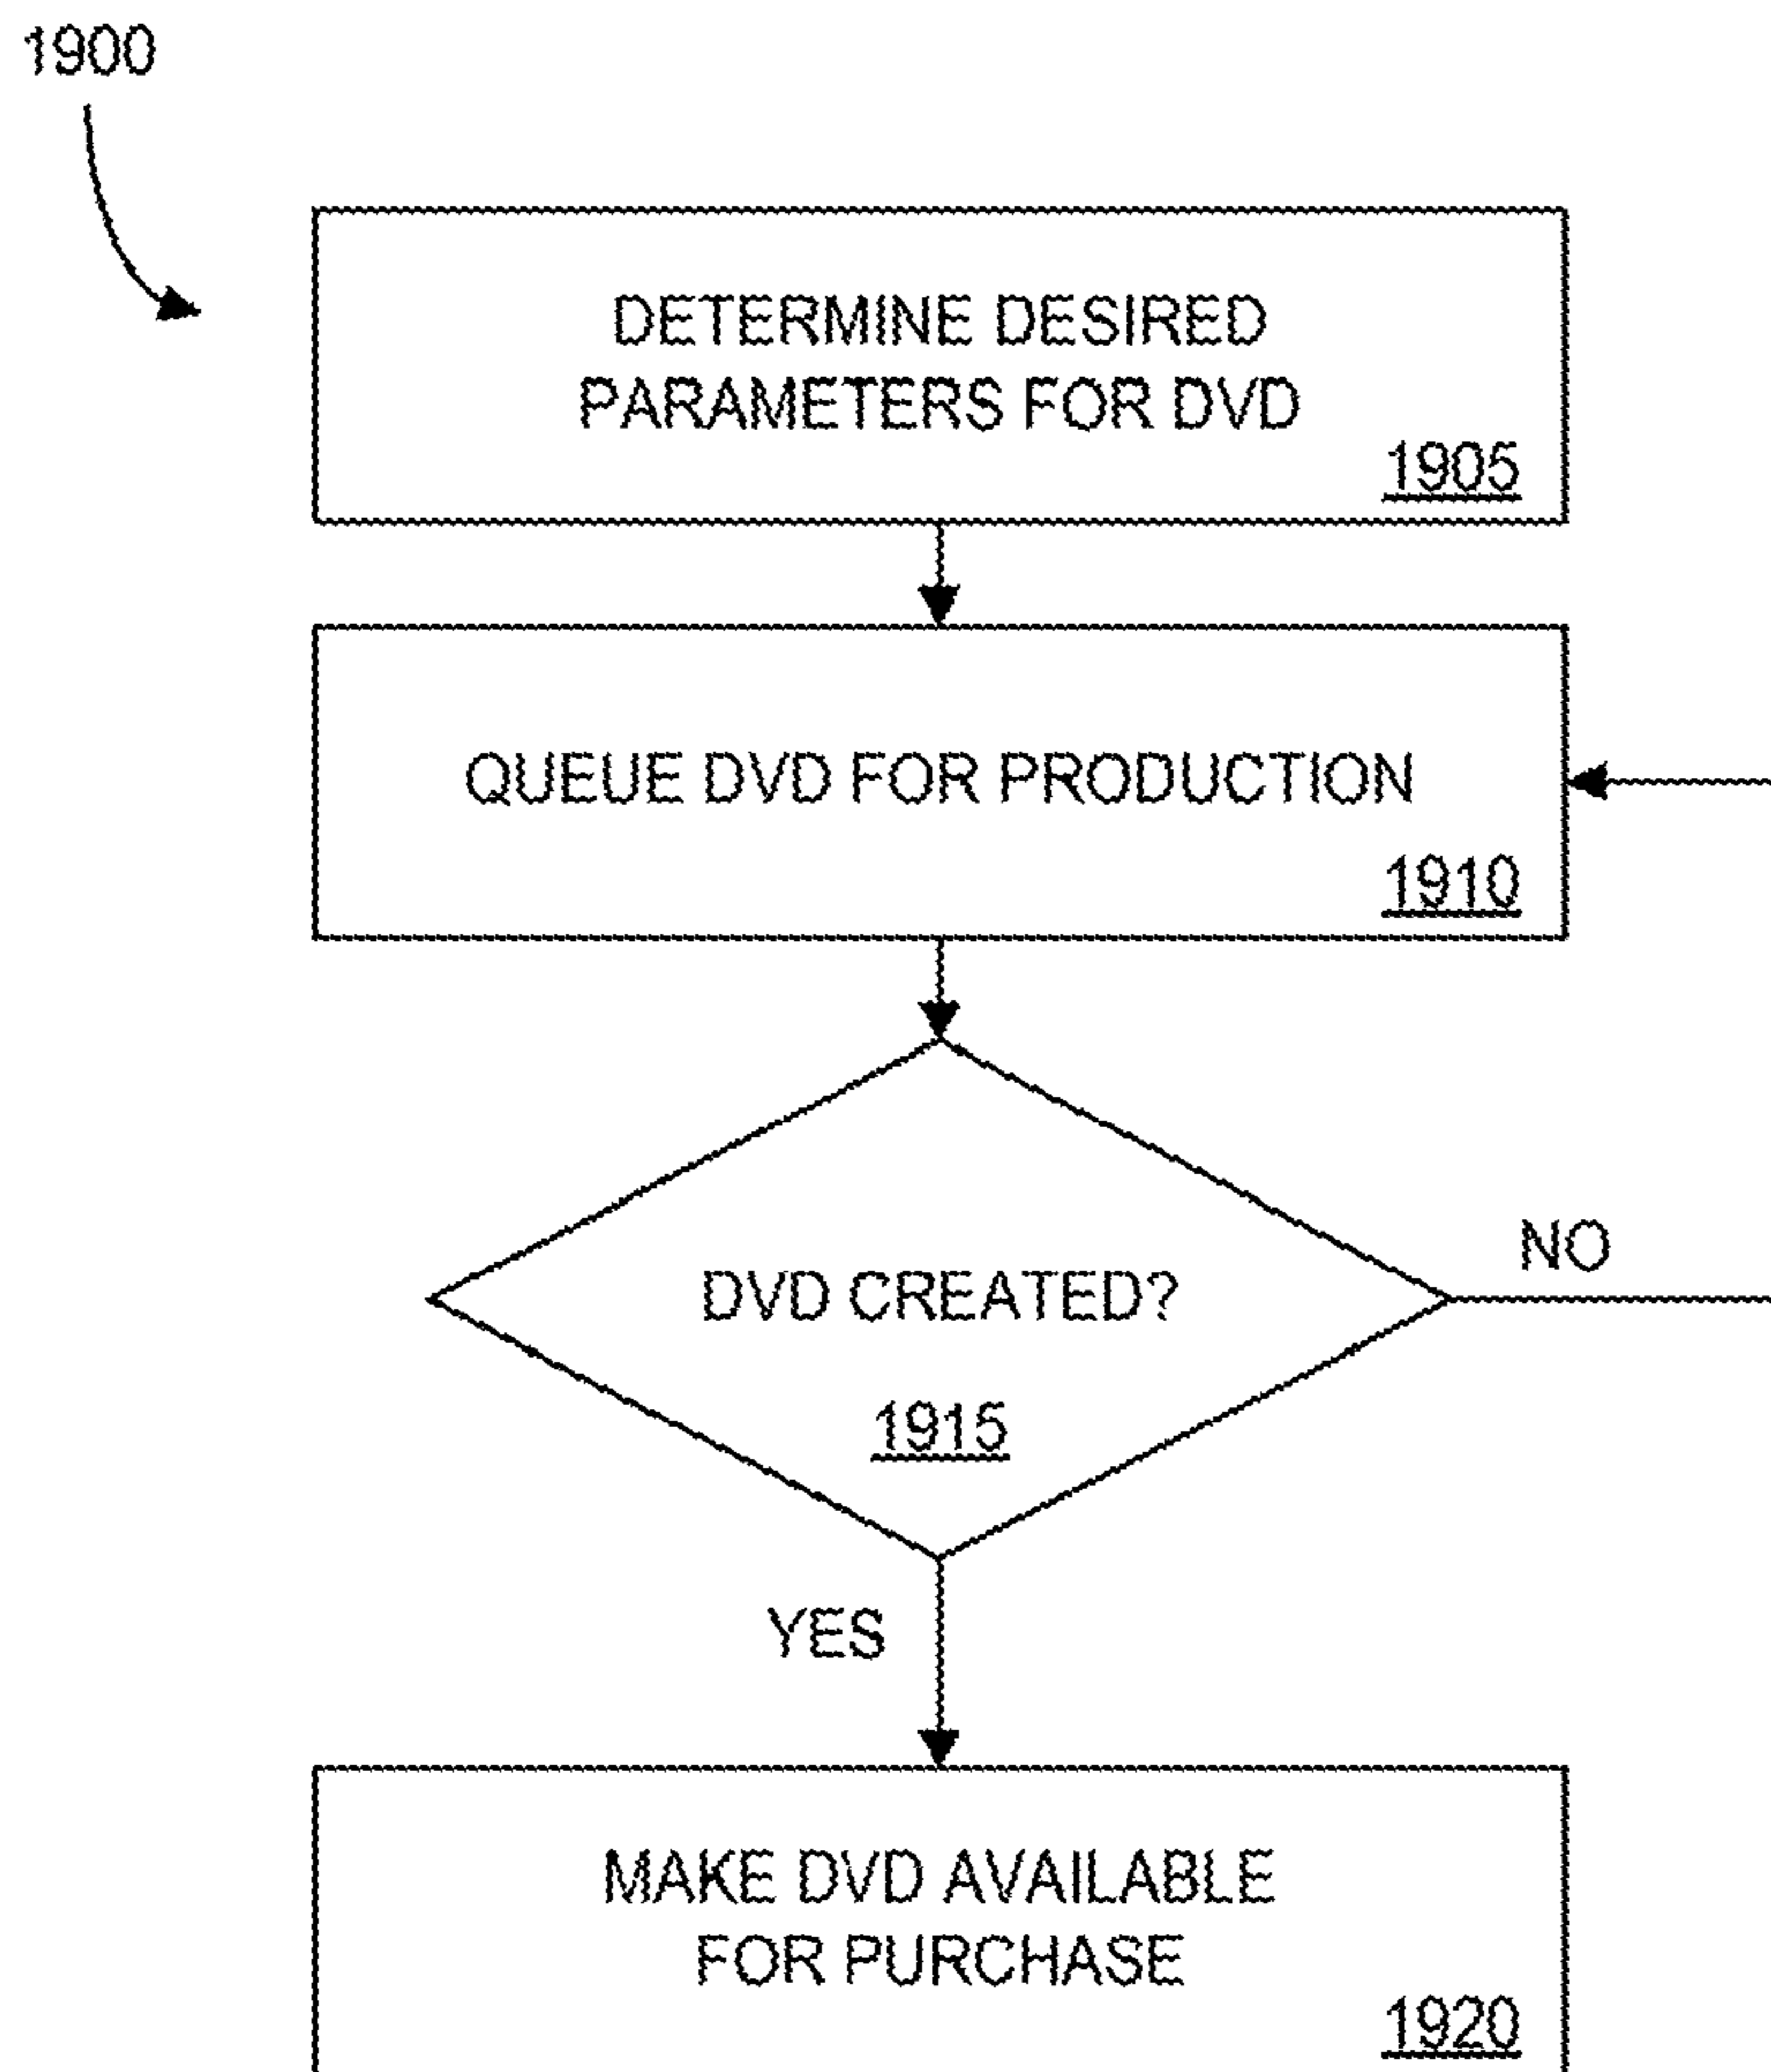 1900
DETERMINE DESIRED
PARAMETERS FOR DVD
1905
QUEUE DVD FOR PRODUCTION
1910
DVD CREATED?
NO
1915
YES
MAKE DVD AVAILABLE
FOR PURCHASE
1920